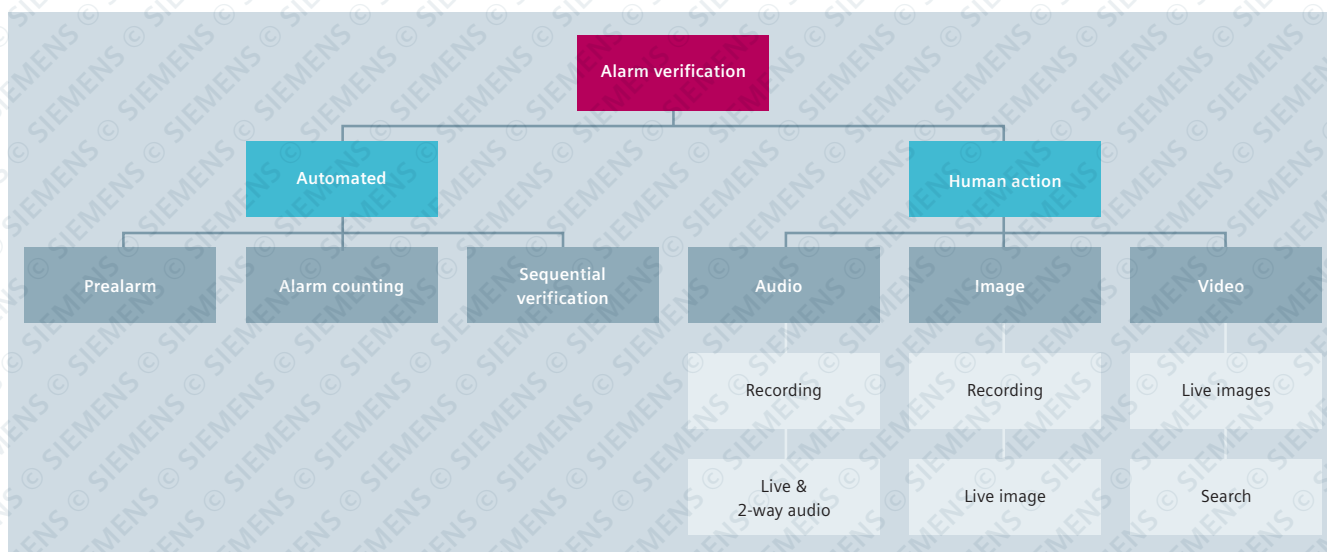 Alarm verification
Automated
Human action
Prealarm
Alarm counting
Sequential
verification
Audio
Image
Video
Recording
Recording
Live images
Live &
2-way audio
Live image
Search
© SIEMENS